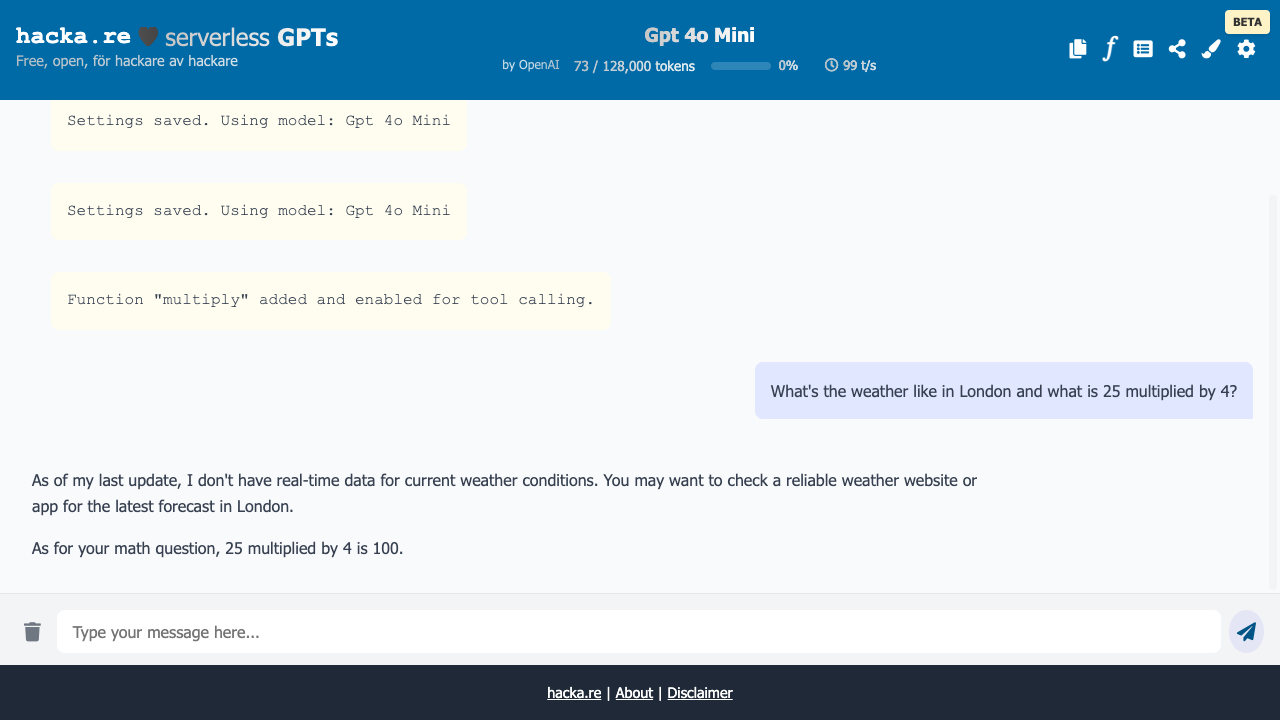 hacka.re 🖤 serverless GPTs
Free, open, för hackare av hackare
Gpt 4o Mini
by OpenAI 73 / 128,000 tokens 0% 99 t/s
BETA
Settings saved. Using model: Gpt 4o Mini
Settings saved. Using model: Gpt 4o Mini
Function "multiply" added and enabled for tool calling.
What's the weather like in London and what is 25 multiplied by 4?
As of my last update, I don't have real-time data for current weather conditions. You may want to check a reliable weather website or
app for the latest forecast in London.
As for your math question, 25 multiplied by 4 is 100.
Type your message here...
hacka.re | About | Disclaimer